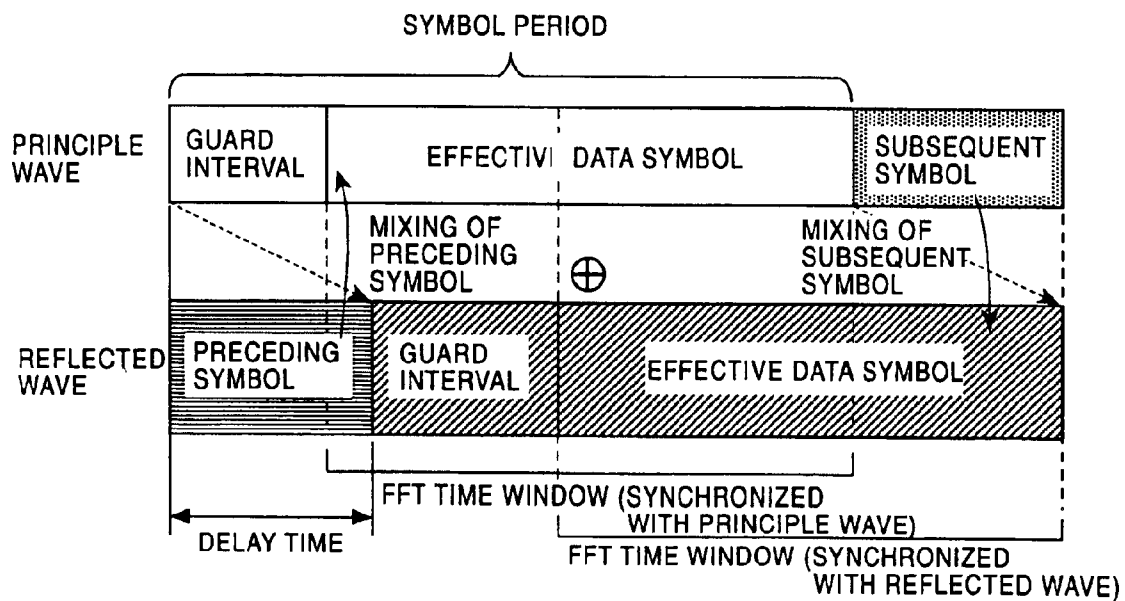 SYMBOL PERIOD
PRINCIPLE
WAVE
GUARD
INTERVAL
EFFECTIVE DATA SYMBOL
SUBSEQUENT
SYMBOL
MIXING OF
PRECEDING
SYMBOL
MIXING OF
SUBSEQUENT
SYMBOL
REFLECTED
WAVE
PRECEDING
SYMBOL
GUARD
INTERVAL
EFFECTIVE DATA SYMBOL
FFT TIME WINDOW (SYNCHRONIZED
WITH PRINCIPLE WAVE)
DELAY TIME
FFT TIME WINDOW (SYNCHRONIZED
WITH REFLECTED WAVE)